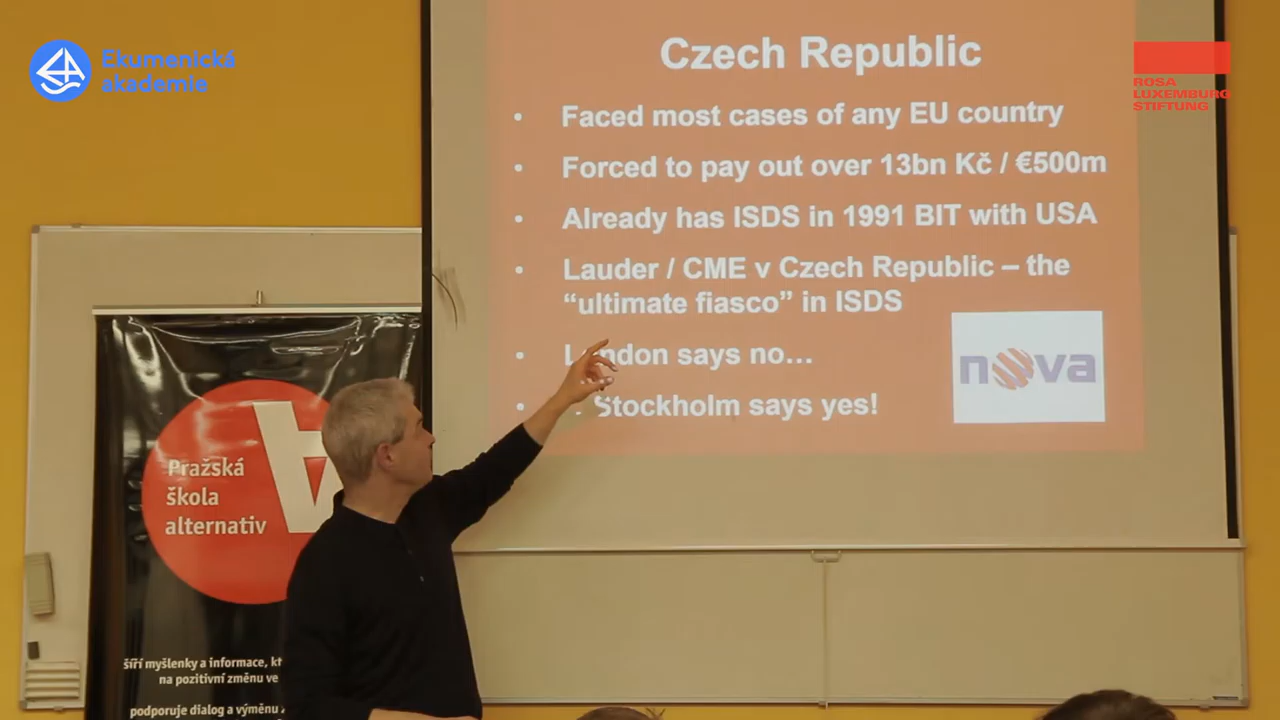 Ekumenická
akademie
ROSA
LUXEMBURG
STIFTUNG
Czech Republic
• Faced most cases of any EU country
• Forced to pay out over 13bn Kč / €500m
• Already has ISDS in 1991 BIT with USA
• Lauder / CME v Czech Republic – the
“ultimate fiasco” in ISDS
• London says no…
• Stockholm says yes!
nova
Pražská
škola
alternativ
šíří myšlenky a informace,
na pozitivní změnu ve
podporuje dialog a výměnu